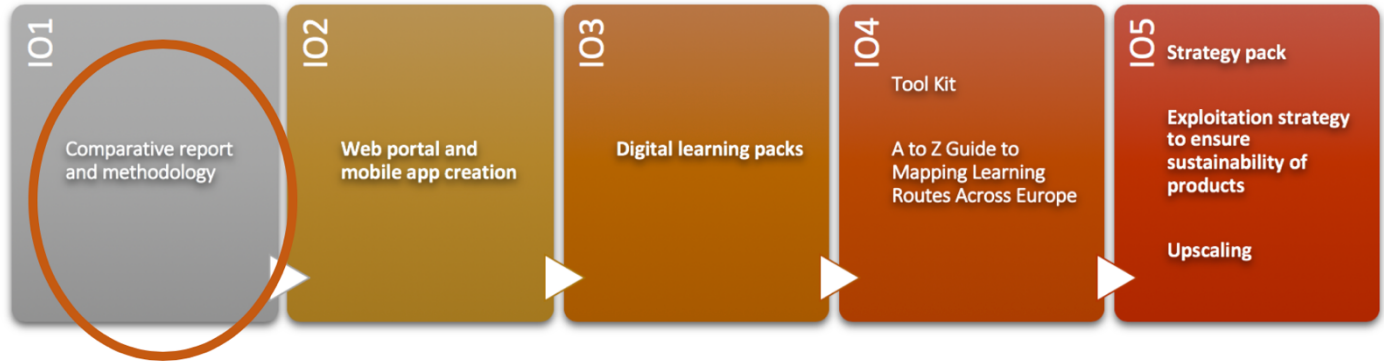 IO1
Comparative report
and methodology
IO2
Web portal and
mobile app creation
IO3
Digital learning packs
IO4
Tool Kit
A to Z Guide to
Mapping Learning
Routes Across Europe
IO5
Strategy pack
Exploitation strategy
to ensure
sustainability of
products
Upscaling